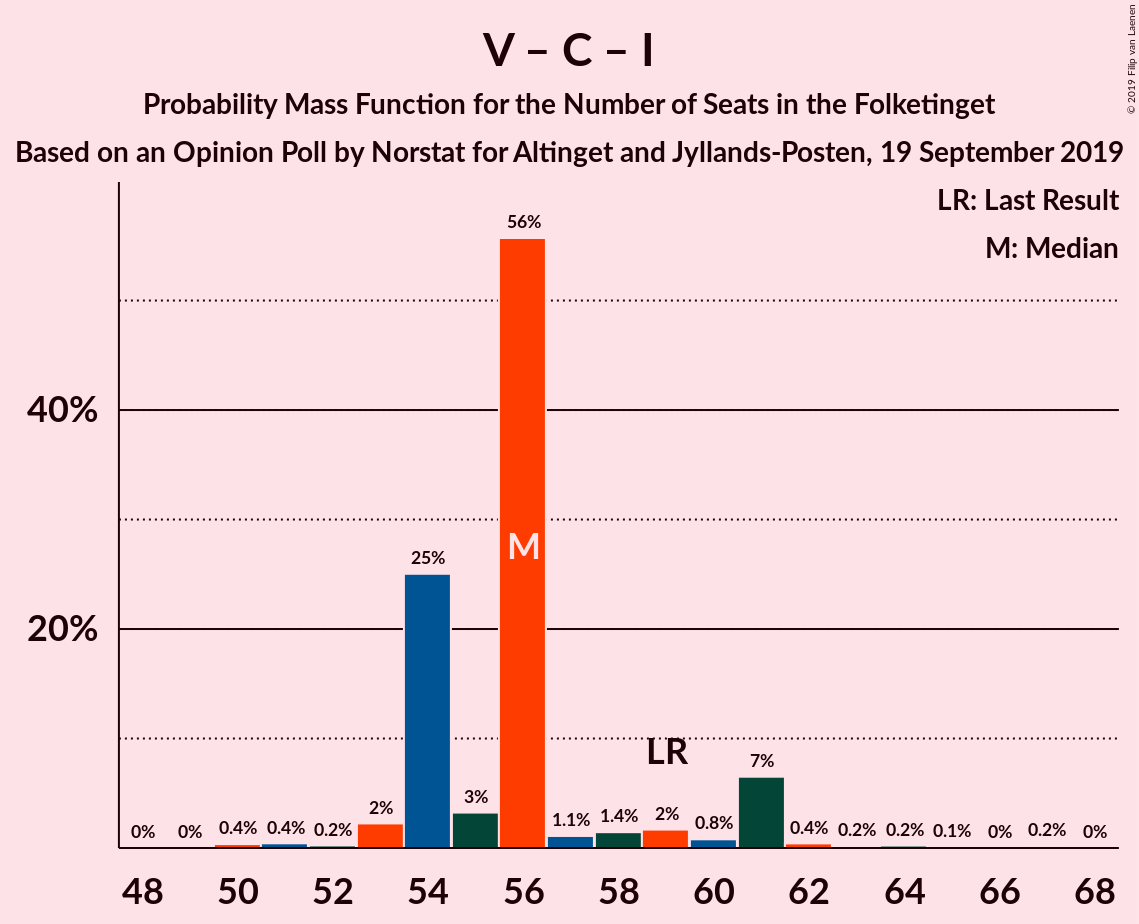 V – C – I
Probability Mass Function for the Number of Seats in the Folketinget
Based on an Opinion Poll by Norstat for Altinget and Jyllands-Posten, 19 September 2019
© 2019 Filip van Laenen
LR: Last Result
M: Median
40%
20%
0% 0% 0.4% 0.4% 0.2% 2% 25% 3% 56% 1.1% 1.4% 2% 0.8% 7% 0.4% 0.2% 0.2% 0.1% 0% 0.2% 0%
M
LR
48 50 52 54 56 58 60 62 64 66 68